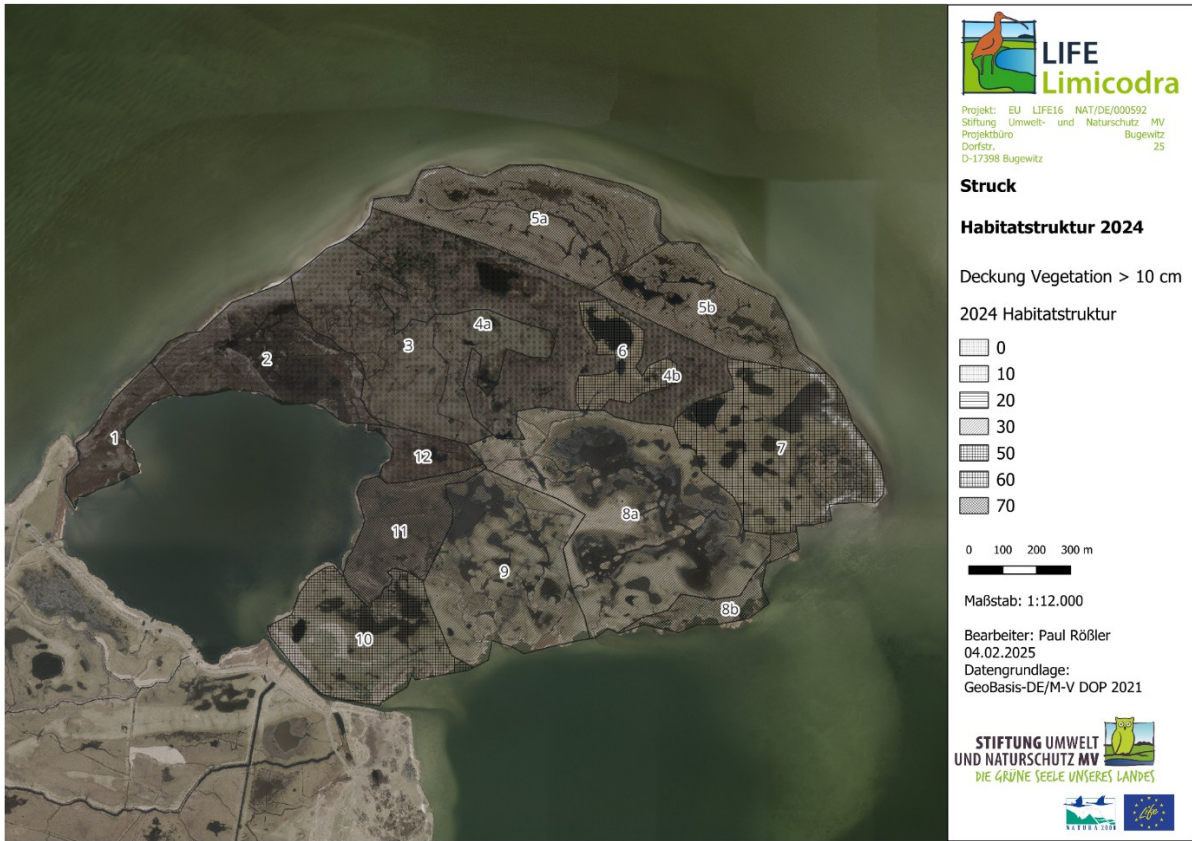 LIFE
Limicodra
Projekt: EU LIFE16 NAT/DE/000592
Stiftung Umwelt- und Naturschutz MV
Projektbüro Bugewitz
Dorfstr. 25
D-17398 Bugewitz
Struck
Habitatstruktur 2024
Deckung Vegetation > 10 cm
2024 Habitatstruktur
0
10
20
30
50
60
70
0 100 200 300 m
Maßstab: 1:12.000
Bearbeiter: Paul Rößler
04.02.2025
Datengrundlage:
GeoBasis-DE/M-V DOP 2021
STIFTUNG UMWELT
UND NATURSCHUTZ MV
DIE GRÜNE SEELE UNSERES LANDES
NATURA 2000
Life
5a
5b
4a
3
2
6
4b
1
12
7
8a
11
9
8b
10